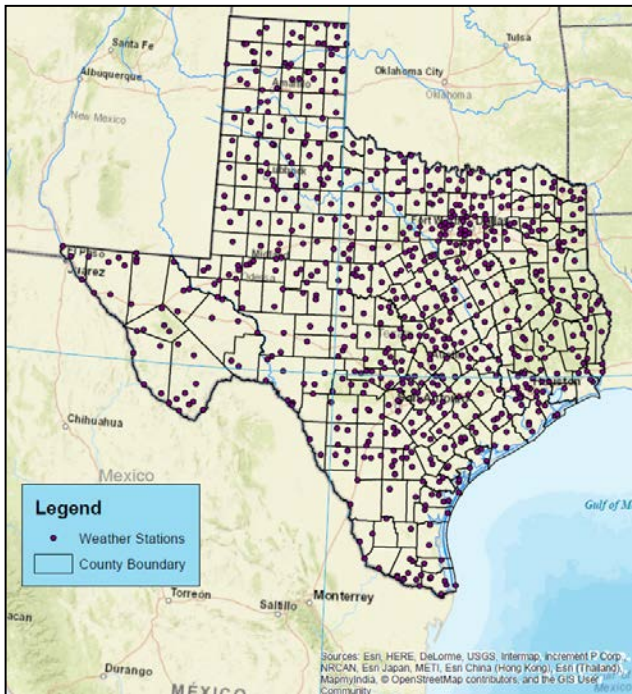 Santa Fe
Tulsa
Albuquerque
Oklahoma City
Amarillo
Oklahoma
New Mexico
Lubbock
Fort Worth Dallas
El Paso
Juarez
Midland
Odessa
Austin
Houston
San Antonio
Chihuahua
Mexico
Gulf of M
Legend
Weather Stations
County Boundary
Torreón
Monterrey
Saltillo
Durango
MÉXICO
Sources: Esri, HERE, DeLorme, USGS, Intermap, increment P Corp.,
NRCAN, Esri Japan, METI, Esri China (Hong Kong), Esri (Thailand),
MapmyIndia, © OpenStreetMap contributors, and the GIS User
Community